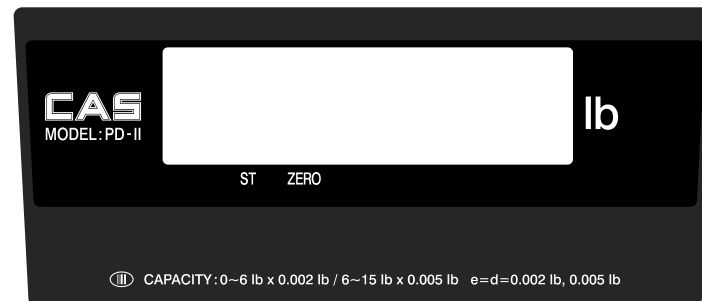 CAS
MODEL: PD-II
lb
ST ZERO
CAPACITY: 0~6 lb x 0.002 lb / 6~15 lb x 0.005 lb e=d=0.002 lb, 0.005 lb